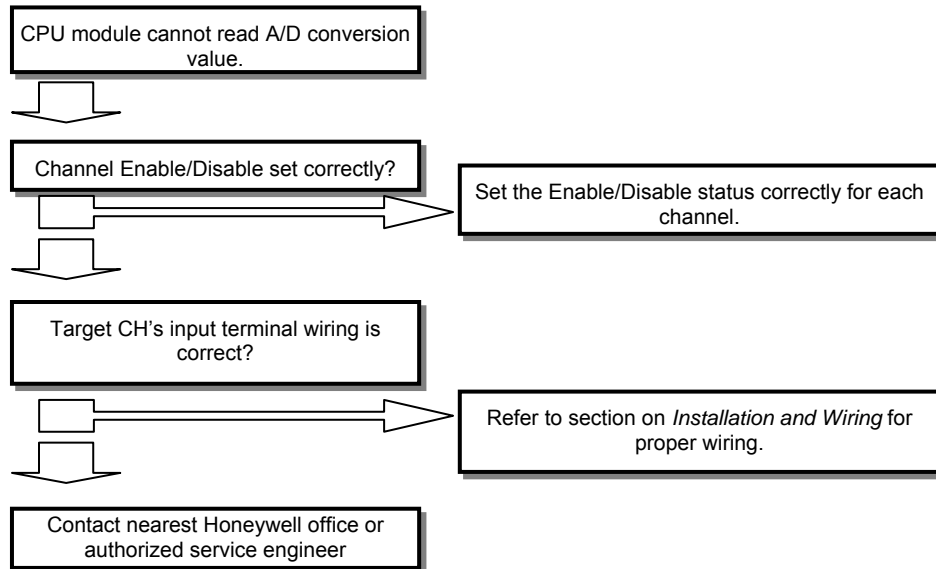 CPU module cannot read A/D conversion
value.
Channel Enable/Disable set correctly?
Set the Enable/Disable status correctly for each
channel.
Target CH’s input terminal wiring is
correct?
Refer to section on Installation and Wiring for
proper wiring.
Contact nearest Honeywell office or
authorized service engineer